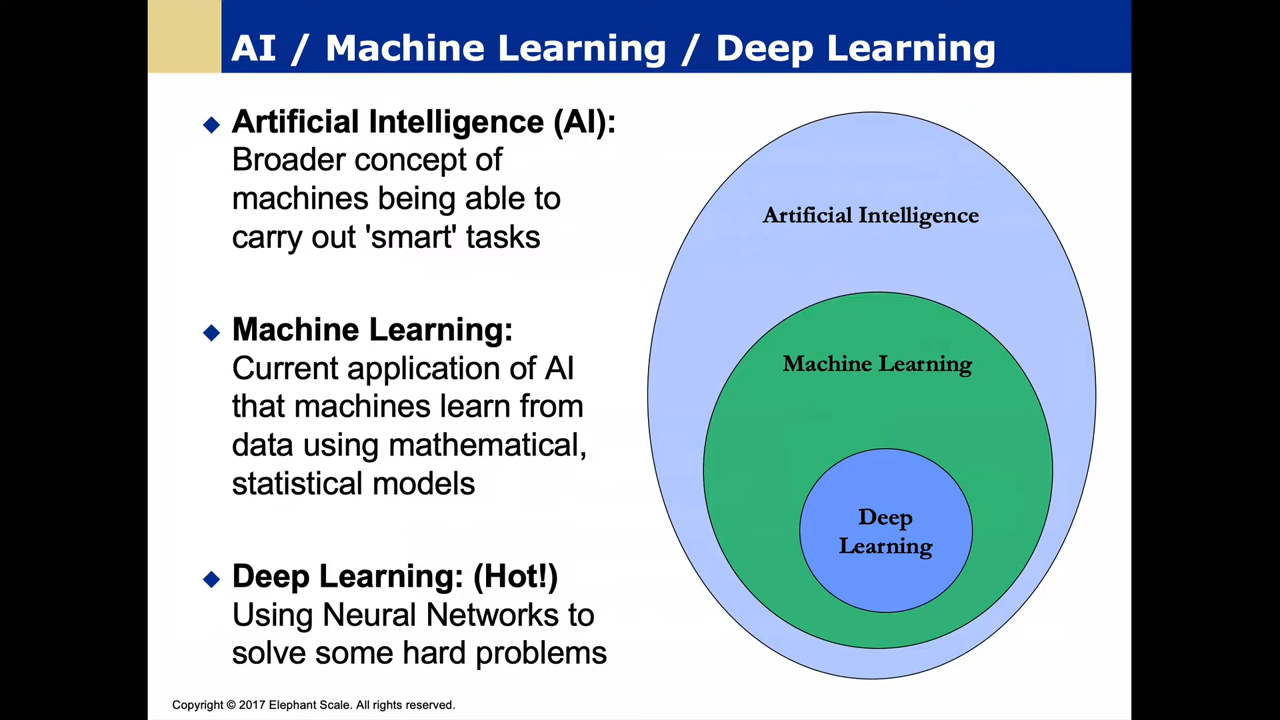 AI / Machine Learning / Deep Learning
Artificial Intelligence (AI):
Broader concept of
machines being able to
carry out 'smart' tasks
Machine Learning:
Current application of AI
that machines learn from
data using mathematical,
statistical models
Deep Learning: (Hot!)
Using Neural Networks to
solve some hard problems
Artificial Intelligence
Machine Learning
Deep
Learning
Copyright © 2017 Elephant Scale. All rights reserved.